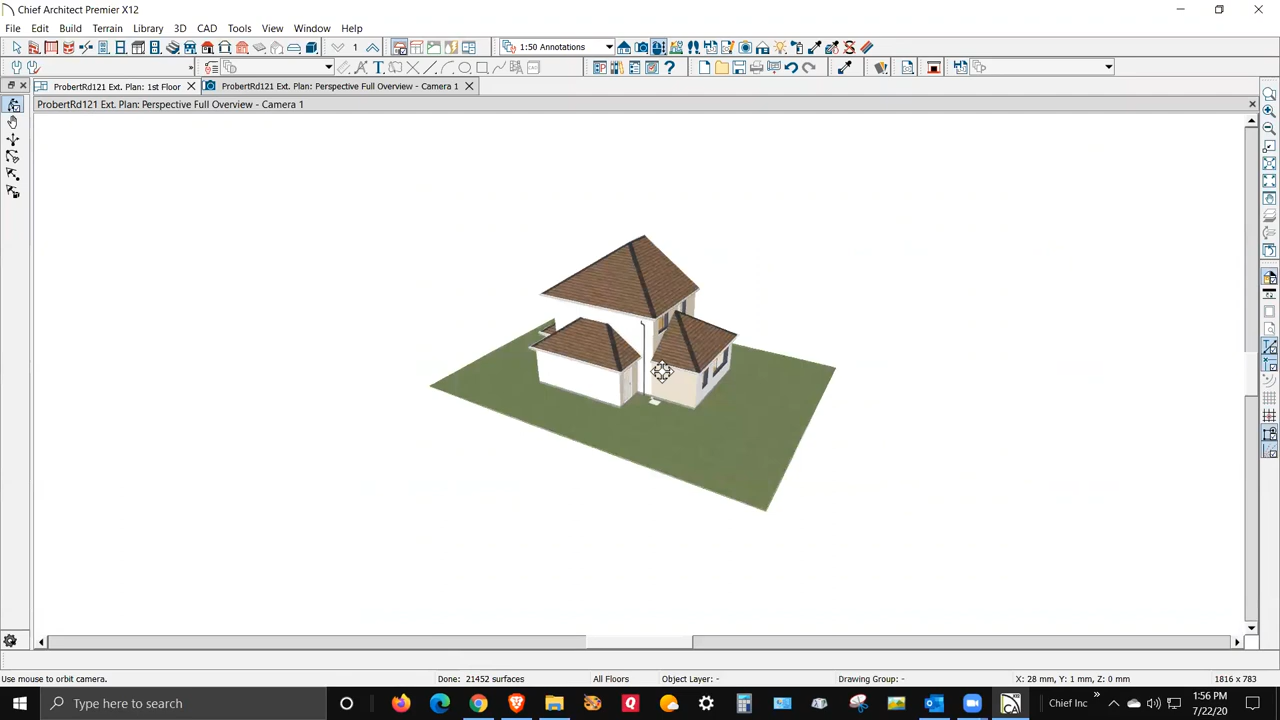 Chief Architect Premier X12
File Edit Build Terrain Library 3D CAD Tools View Window Help
1 1:50 Annotations
T
ProbertRd121 Ext. Plan: 1st Floor ProbertRd121 Ext. Plan: Perspective Full Overview - Camera 1
ProbertRd121 Ext. Plan: Perspective Full Overview - Camera 1
Use mouse to orbit camera. Done: 21452 surfaces All Floors Object Layer: - Drawing Group: - X: 28 mm, Y: 1 mm, Z: 0 mm 1816 x 783
Type here to search Chief Inc 1:56 PM
7/22/20